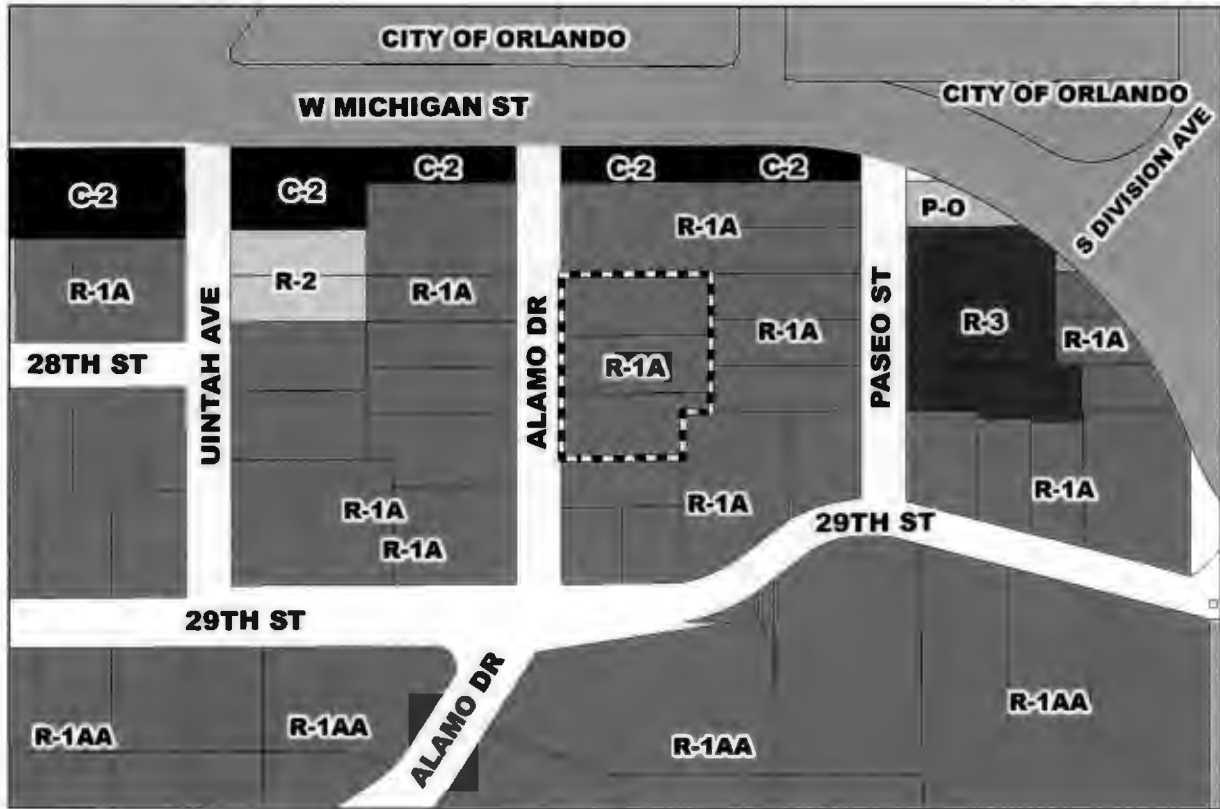 CITY OF ORLANDO
CITY OF ORLANDO
W MICHIGAN ST
S DIVISION AVE
C-2
C-2
C-2
C-2
C-2
P-O
R-1A
R-1A
R-2
R-1A
R-1A
R-3
R-1A
R-1A
28TH ST
UINTAH AVE
ALAMO DR
PASEO ST
R-1A
R-1A
R-1A
R-1A
29TH ST
29TH ST
ALAMO DR
R-1AA
R-1AA
R-1AA
R-1AA